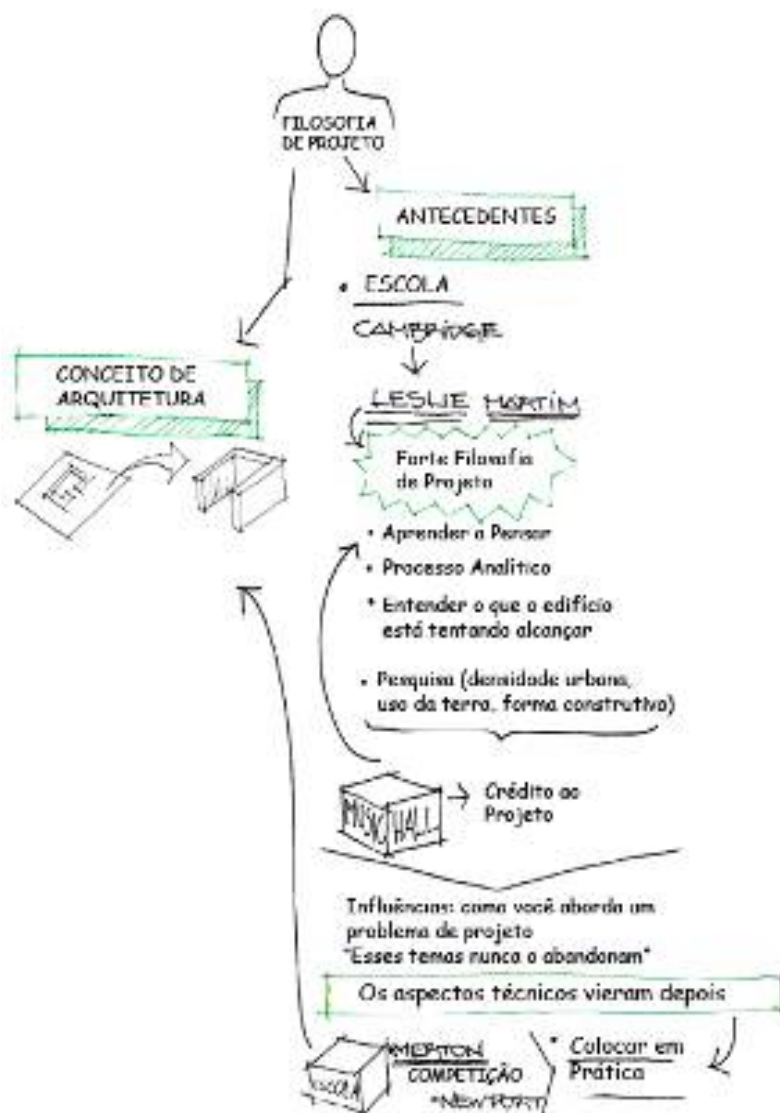 FILOSOFIA
DE PROJETO
ANTECEDENTES
• ESCOLA
CAMBRIDGE
CONCEITO DE
ARQUITETURA
LESLIE MARTIM
Forte Filosofia
de Projeto
• Aprender a Pensar
• Processo Analítico
• Entender o que o edifício
está tentando alcançar
• Pesquisa (densidade urbana,
uso da terra, forma construtiva)
MUSIC HALL
Crédito ao
Projeto
Influências: como você aborda um
problema de projeto
"Esses temas nunca o abandonam"
Os aspectos técnicos vieram depois
ESCOLA
MERTON
COMPETIÇÃO
•NEWPORT
• Colocar em
Prática